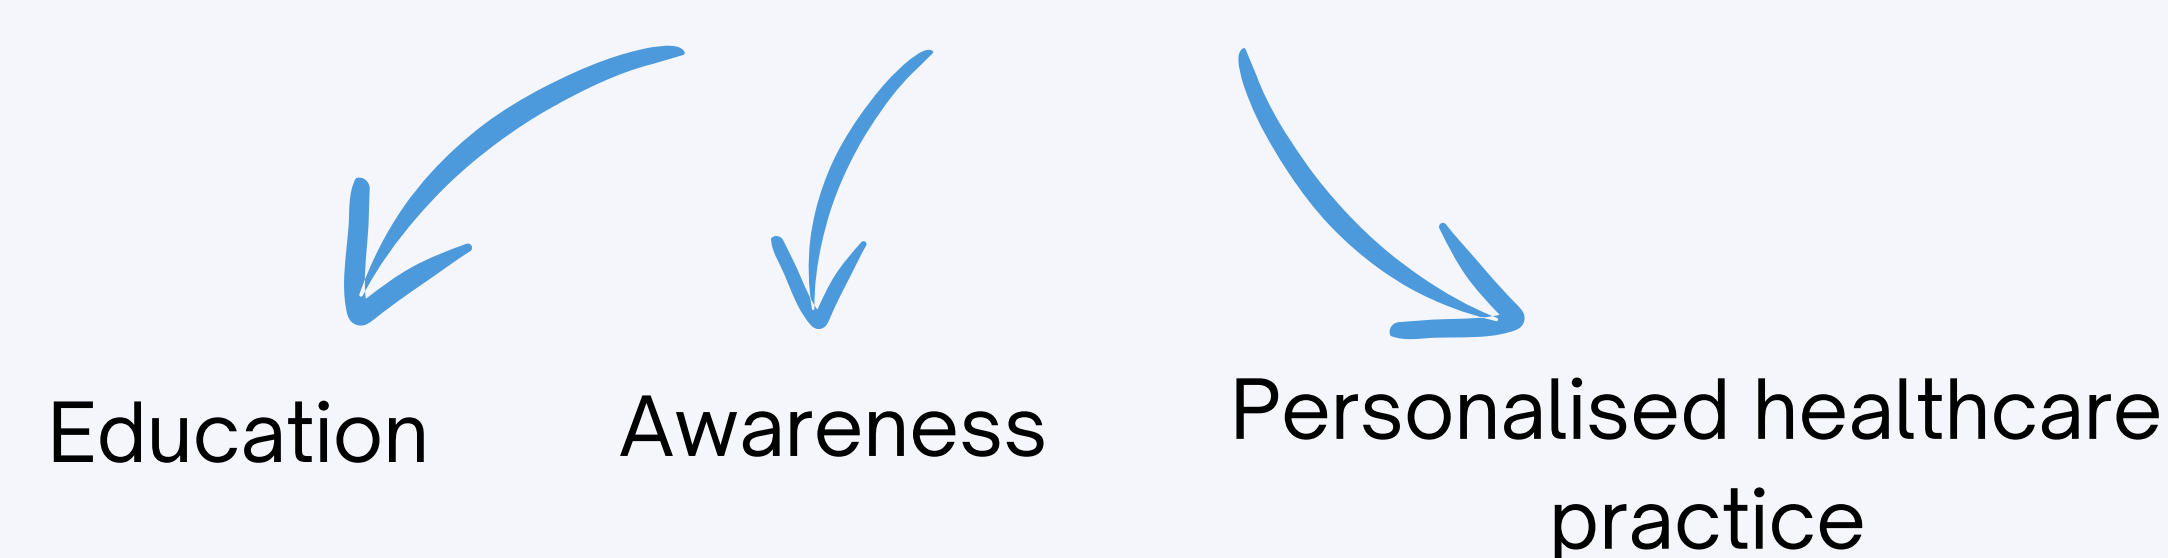 Education
Awareness
Personalised healthcare
practice